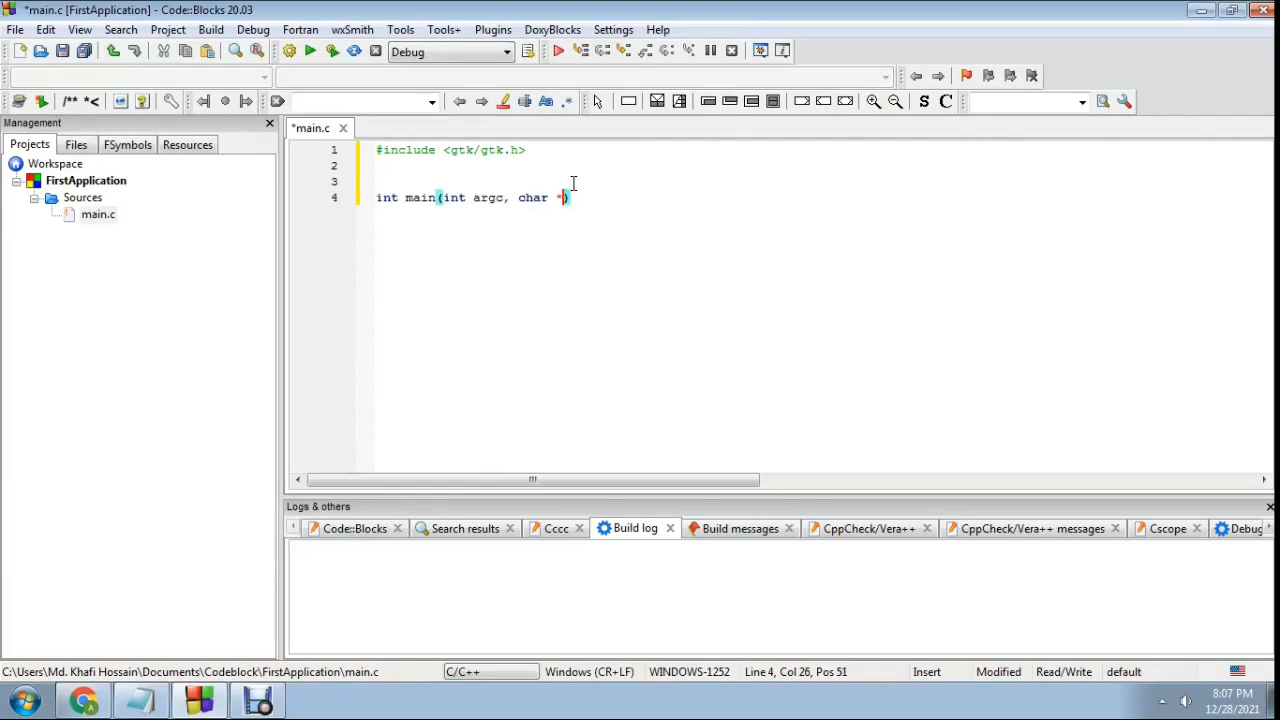 *main.c [FirstApplication] - Code::Blocks 20.03
File Edit View Search Project Build Debug Fortran wxSmith Tools Tools+ Plugins DoxyBlocks Settings Help
Debug
/** *< S C
Management
Projects Files FSymbols Resources
Workspace
FirstApplication
Sources
main.c
*main.c
1 #include <gtk/gtk.h>
2
3
4 int main(int argc, char *)
Logs & others
Code::Blocks Search results Cccc Build log Build messages CppCheck/Vera++ CppCheck/Vera++ messages Cscope Debug
C:\Users\Md. Khafi Hossain\Documents\Codeblock\FirstApplication\main.c C/C++ Windows (CR+LF) WINDOWS-1252 Line 4, Col 26, Pos 51 Insert Modified Read/Write default
8:07 PM
12/28/2021